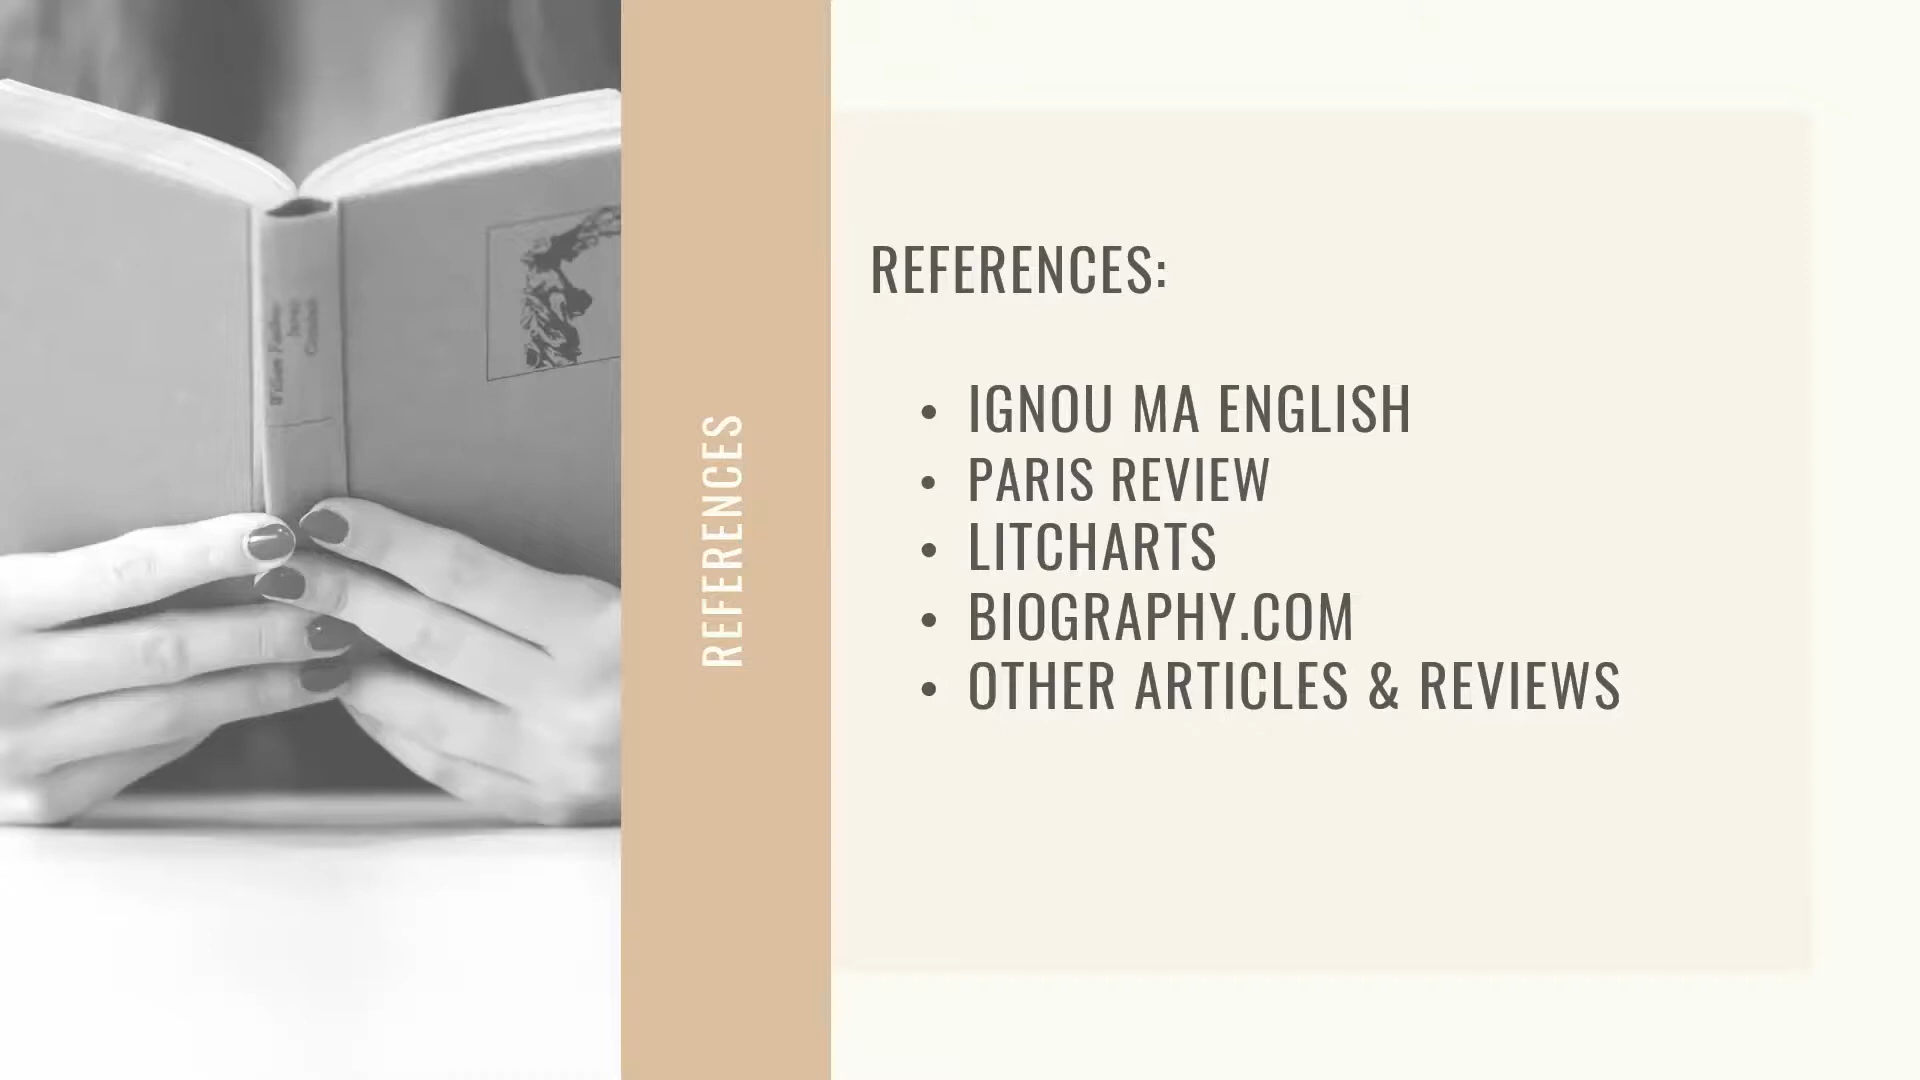 REFERENCES
REFERENCES:
• IGNOU MA ENGLISH
• PARIS REVIEW
• LITCHARTS
• BIOGRAPHY.COM
• OTHER ARTICLES & REVIEWS